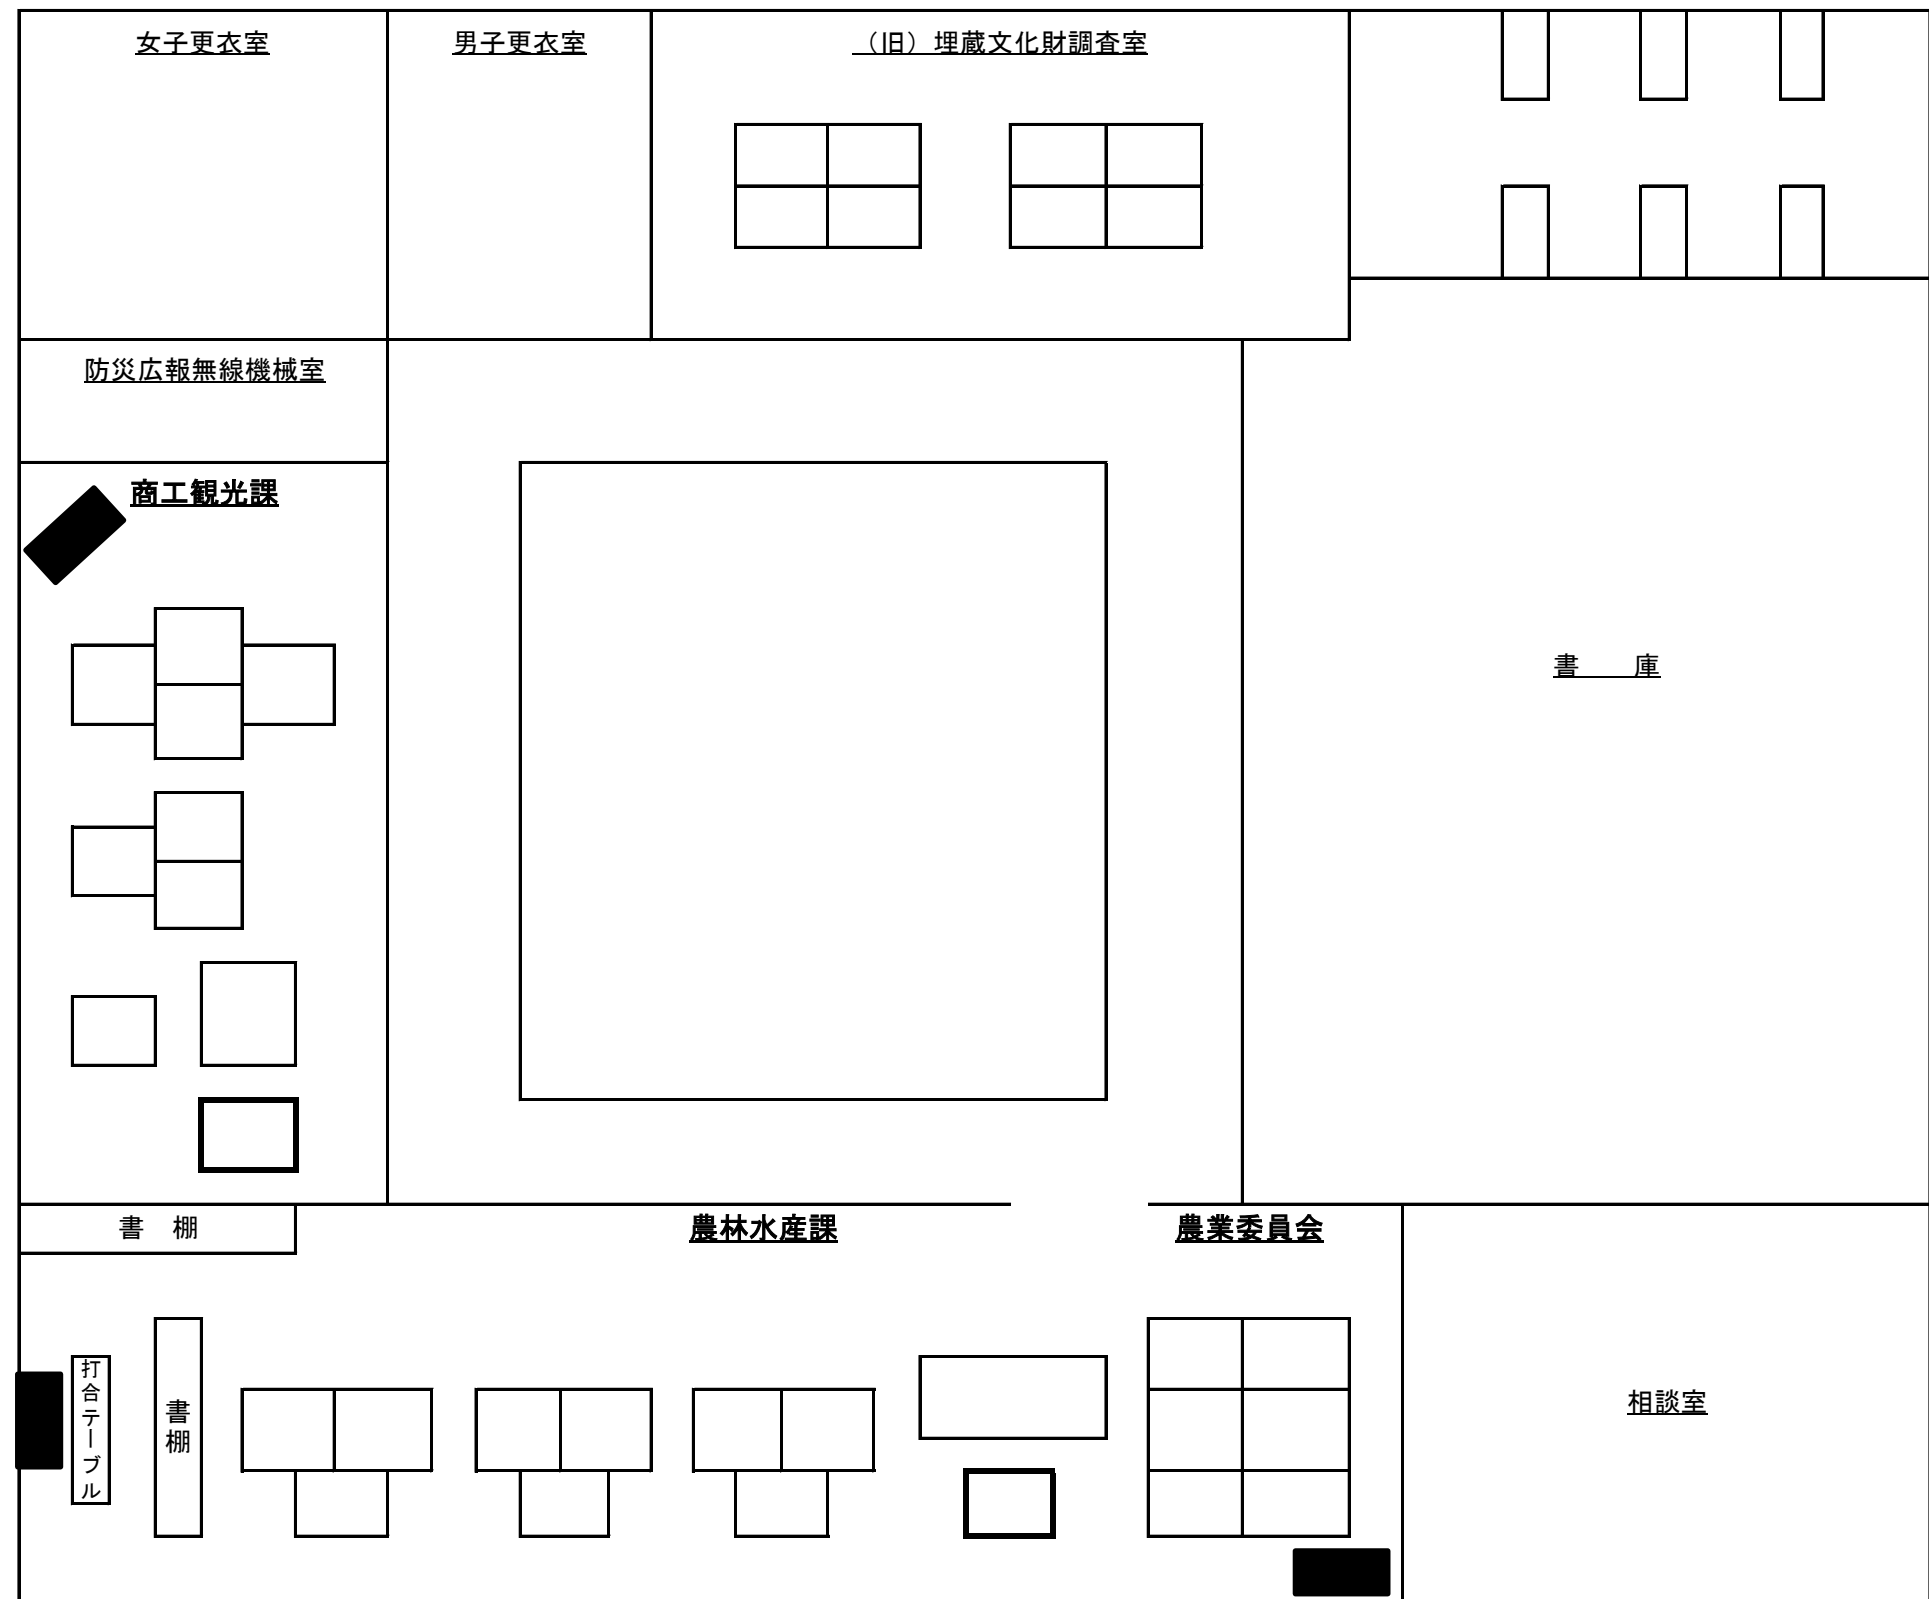 女子更衣室
男子更衣室
（旧）埋蔵文化財調査室
防災広報無線機械室
商工観光課
書　　庫
書　棚
農林水産課
農業委員会
打合テーブル
書棚
相談室